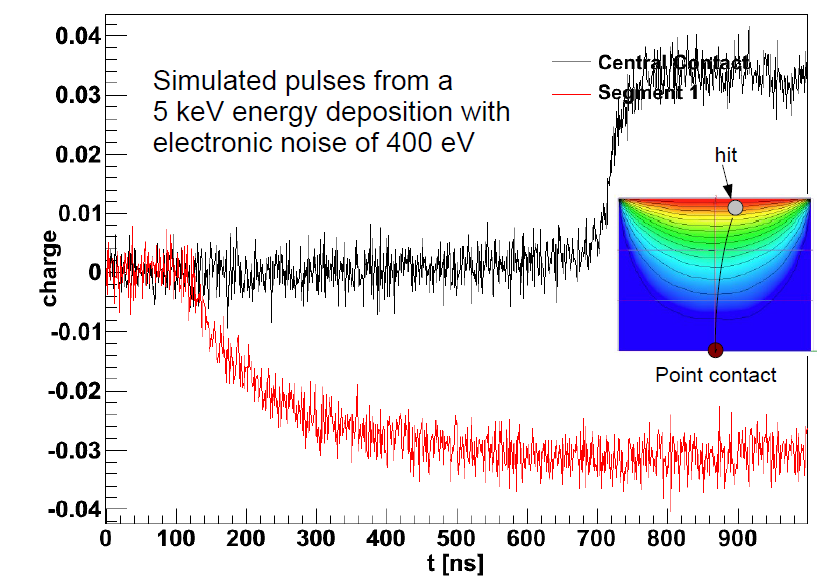 Simulated pulses from a
5 keV energy deposition with
electronic noise of 400 eV
Central Contact
Segment 1
hit
Point contact
charge
0.04
0.03
0.02
0.01
0
-0.01
-0.02
-0.03
-0.04
0 100 200 300 400 500 600 700 800 900
t [ns]